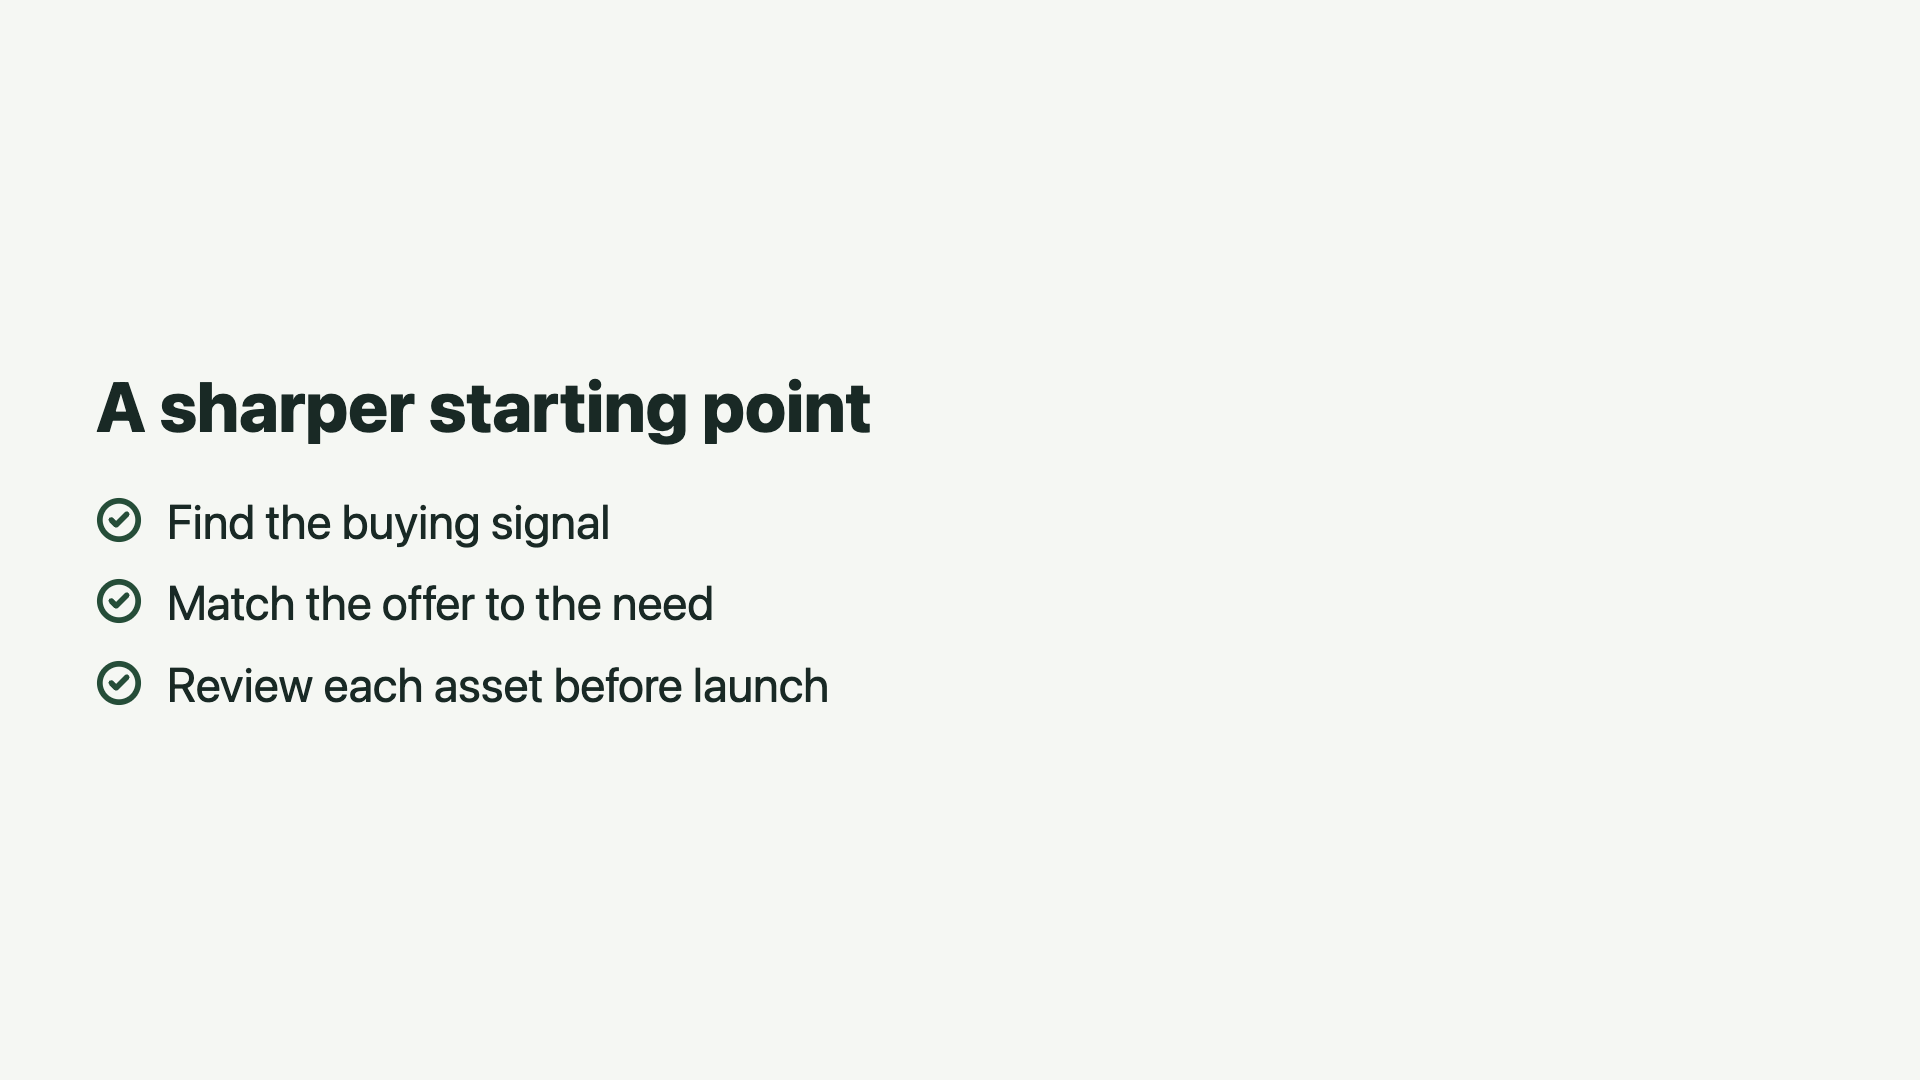 A sharper starting point
Find the buying signal
Match the offer to the need
Review each asset before launch